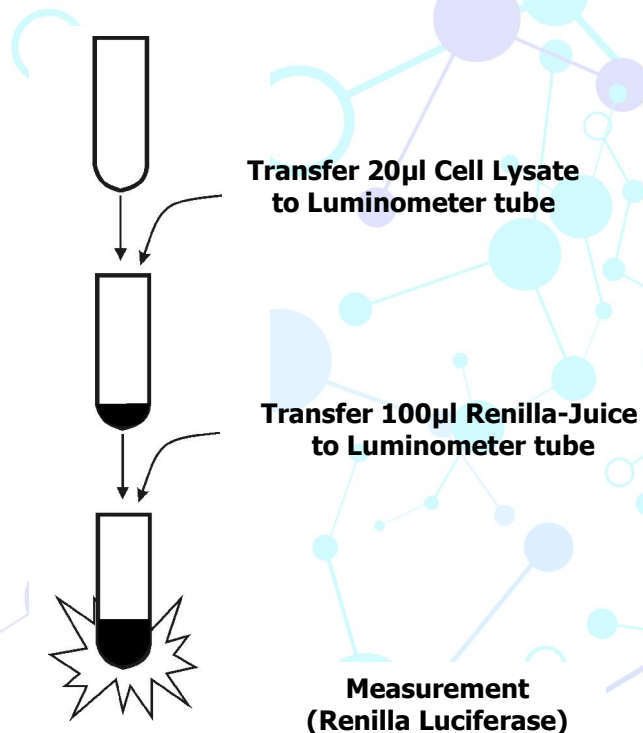 Transfer 20µl Cell Lysate
to Luminometer tube
Transfer 100µl Renilla-Juice
to Luminometer tube
Measurement
(Renilla Luciferase)